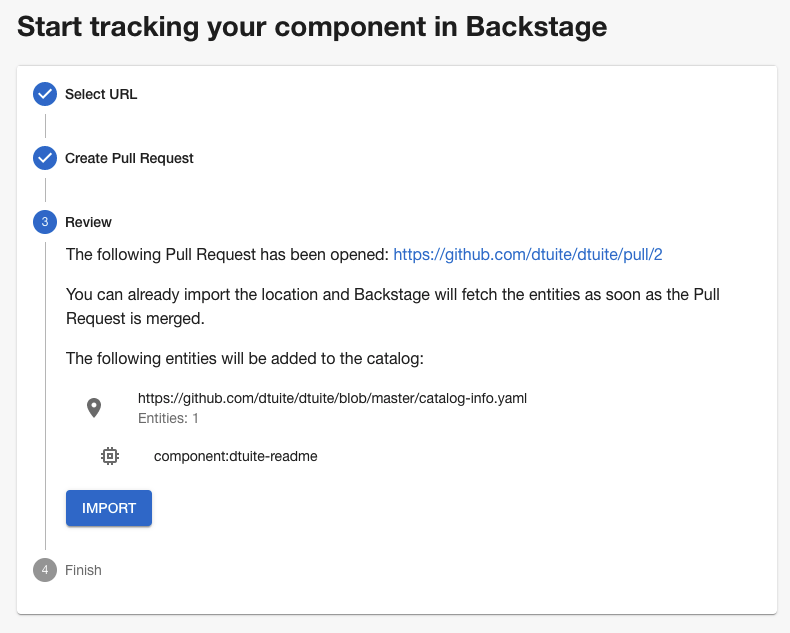 Start tracking your component in Backstage
Select URL
Create Pull Request
3 Review
The following Pull Request has been opened: https://github.com/dtuite/dtuite/pull/2
You can already import the location and Backstage will fetch the entities as soon as the Pull
Request is merged.
The following entities will be added to the catalog:
https://github.com/dtuite/dtuite/blob/master/catalog-info.yaml
Entities: 1
component:dtuite-readme
IMPORT
4 Finish